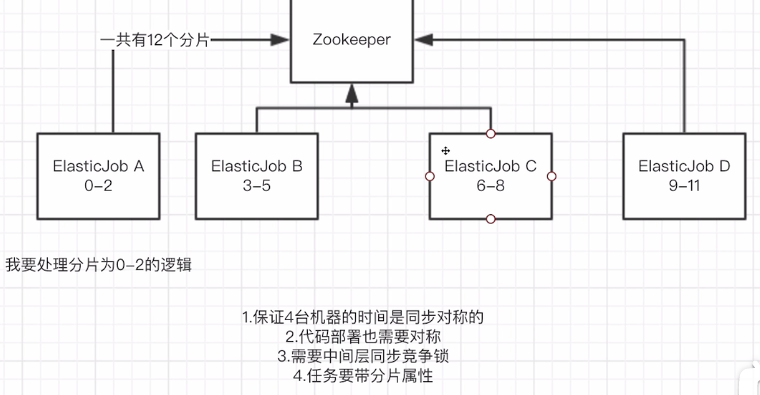 一共有12个分片
Zookeeper
ElasticJob A
0-2
ElasticJob B
3-5
ElasticJob C
6-8
ElasticJob D
9-11
我要处理分片为0-2的逻辑
1.保证4台机器的时间是同步对称的
2.代码部署也需要对称
3.需要中间层同步竞争锁
4.任务要带分片属性